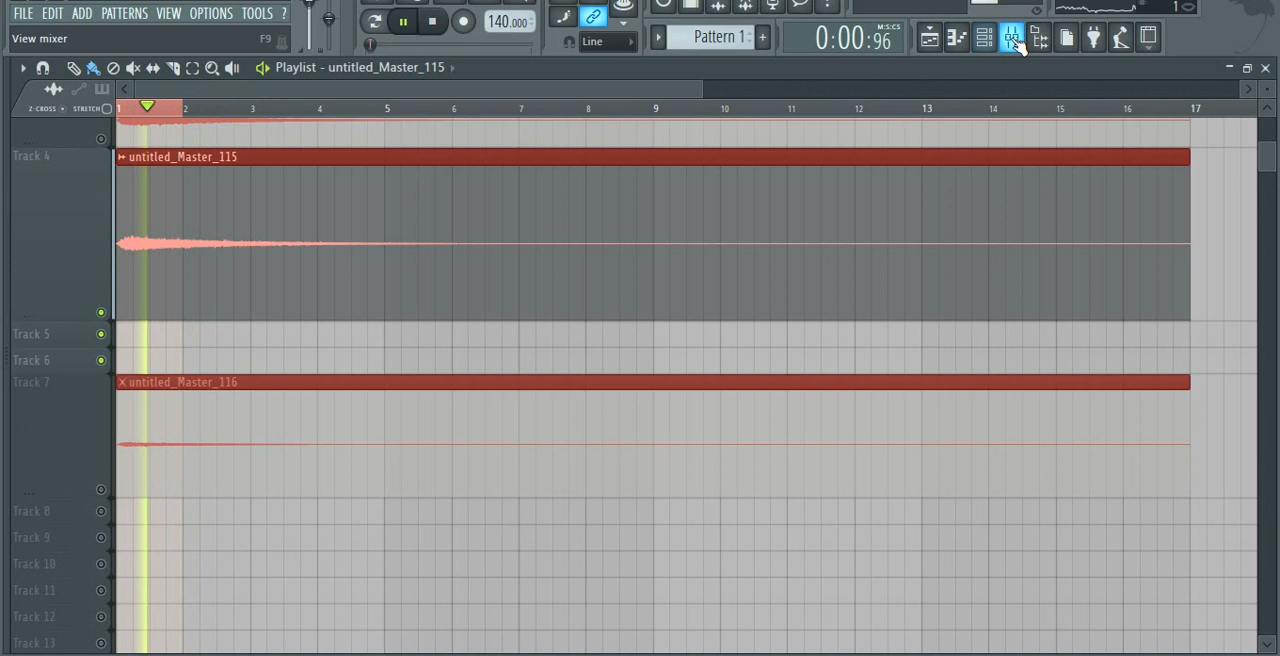 FILE EDIT ADD PATTERNS VIEW OPTIONS TOOLS ?
View mixer F9
140.000
Line
Pattern 1 +
M:S:CS
0:00:96
1
Playlist - untitled_Master_115
Z-CROSS STRETCH
1 2 3 4 5 6 7 8 9 10 11 12 13 14 15 16 17
Track 4
untitled_Master_115
Track 5
Track 6
Track 7
untitled_Master_116
Track 8
Track 9
Track 10
Track 11
Track 12
Track 13